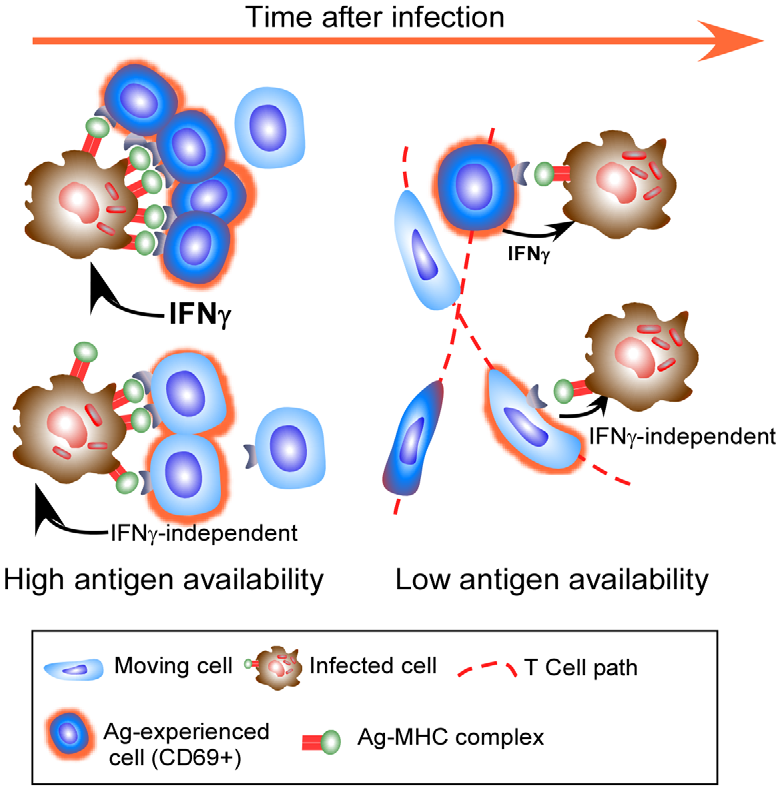 Time after infection
IFNγ
IFNγ
IFNγ-independent
IFNγ-independent
High antigen availability
Low antigen availability
Moving cell
Infected cell
T Cell path
Ag-experienced
cell (CD69+)
Ag-MHC complex